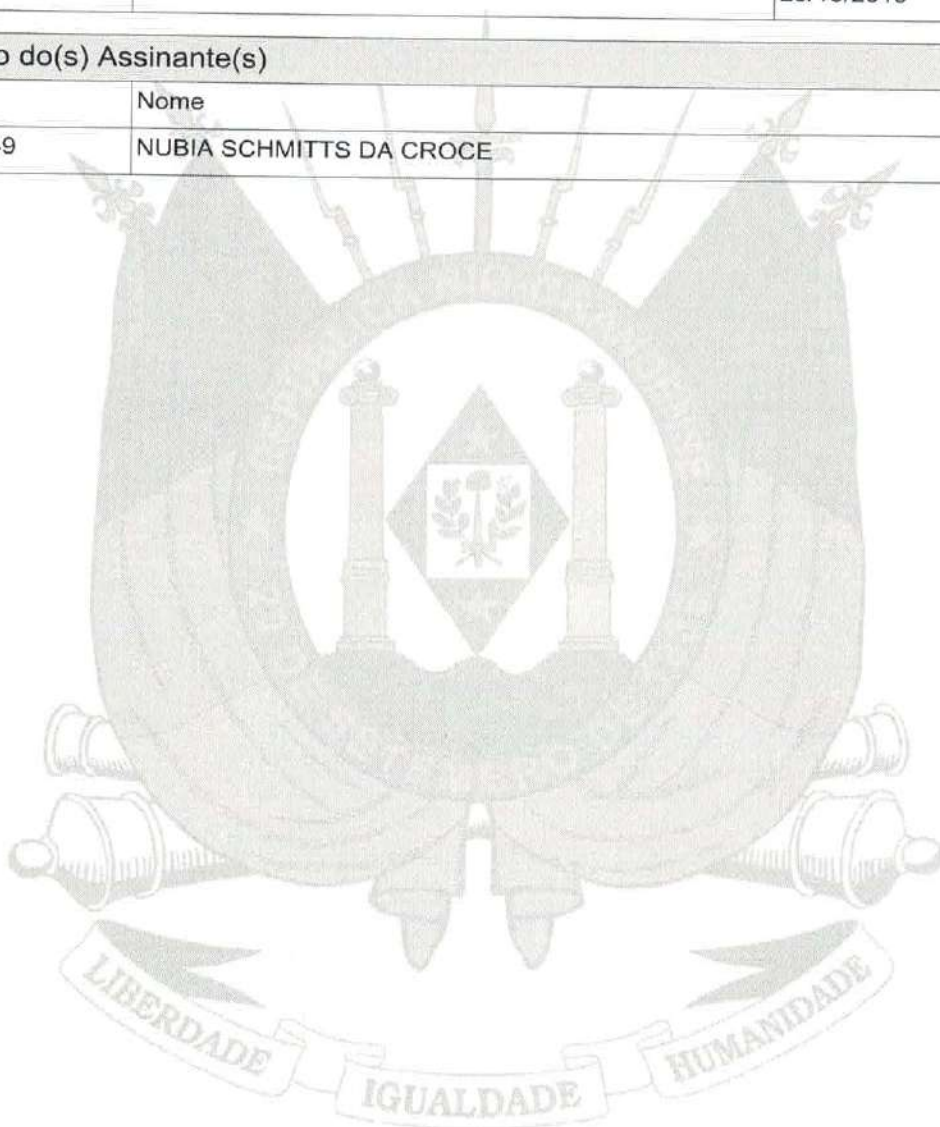 o do(s) Assinante(s)
Nome
9 NUBIA SCHMITTS DA CROCE
LIBERDADE IGUALDADE HUMANIDADE